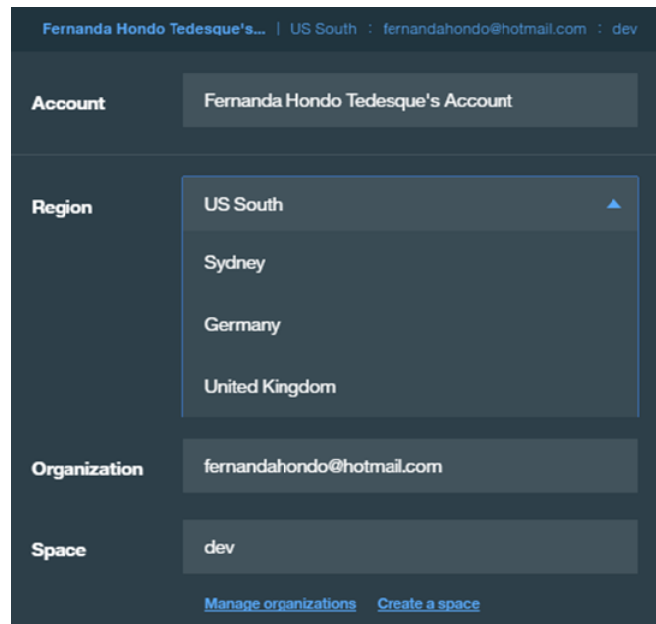 Fernanda Hondo Tedesque's... | US South : fernandahondo@hotmail.com : dev
Account Fernanda Hondo Tedesque's Account
Region US South
Sydney
Germany
United Kingdom
Organization fernandahondo@hotmail.com
Space dev
Manage organizations Create a space